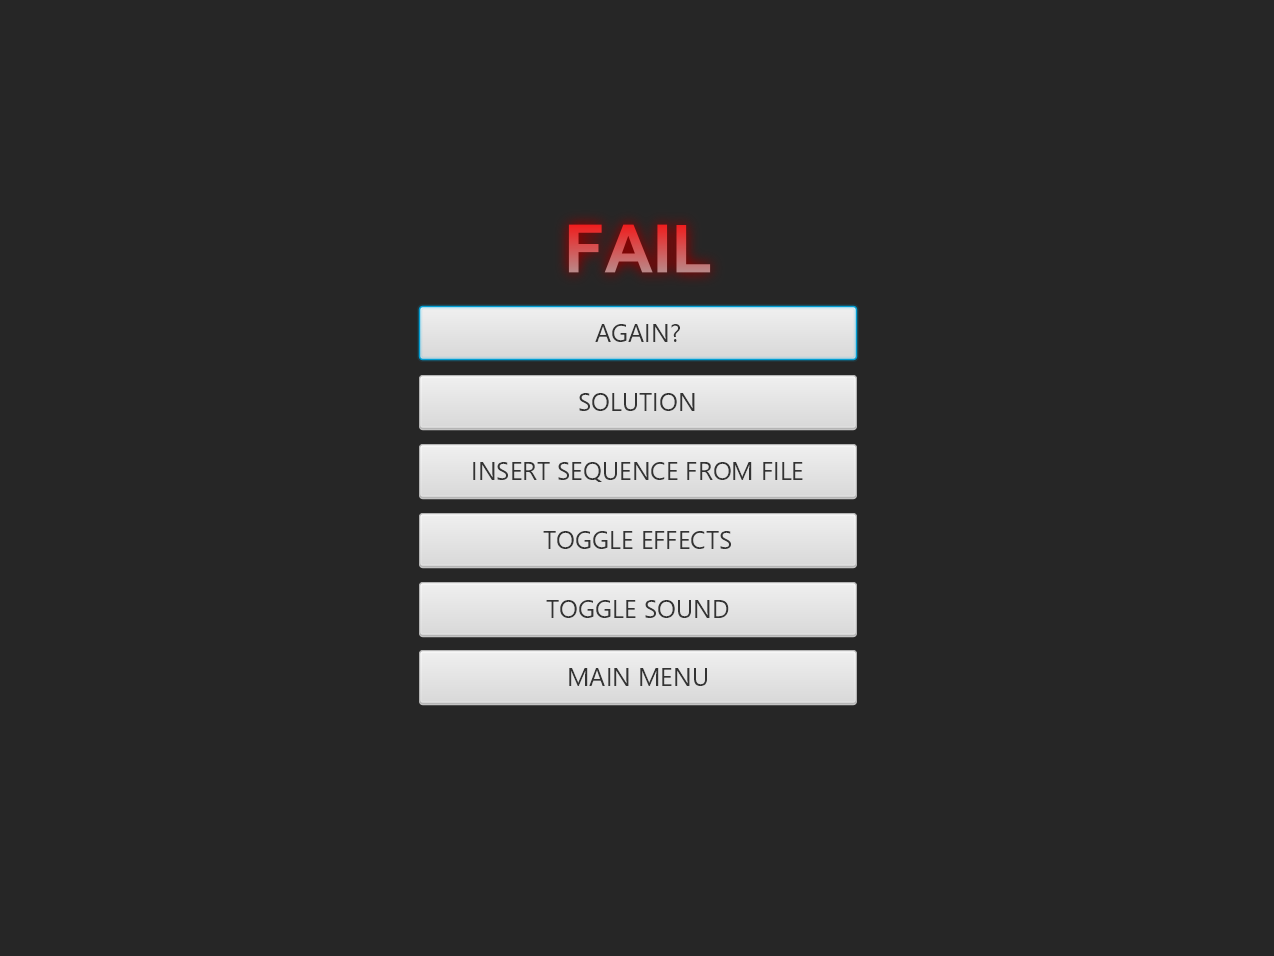 FAIL
AGAIN?
SOLUTION
INSERT SEQUENCE FROM FILE
TOGGLE EFFECTS
TOGGLE SOUND
MAIN MENU